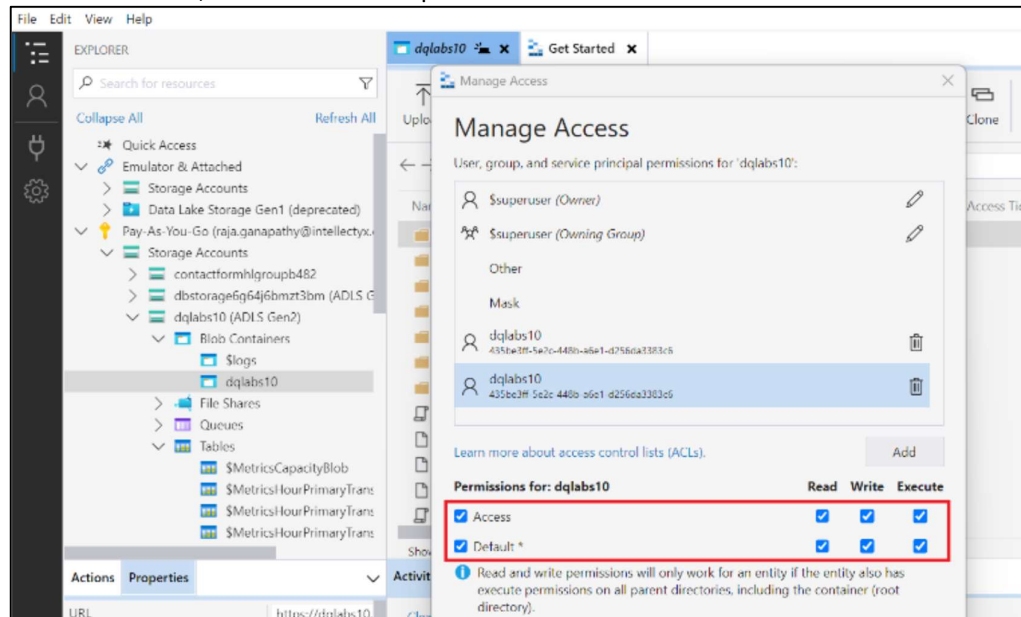 File Edit View Help
EXPLORER
Search for resources
Collapse All Refresh All
Quick Access
Emulator & Attached
Storage Accounts
Data Lake Storage Gen1 (deprecated)
Pay-As-You-Go (raja.ganapathy@intellectyx.
Storage Accounts
contactformhlgroupb482
dbstorage6g64j6bmzt3bm (ADLS G
dqlabs10 (ADLS Gen2)
Blob Containers
$logs
dqlabs10
File Shares
Queues
Tables
$MetricsCapacityBlob
$MetricsHourPrimaryTrans
$MetricsHourPrimaryTrans
$MetricsHourPrimaryTrans
Actions Properties
URL https://dqlabs10.
dqlabs10 Get Started
Uplo Clone
Nar Access Tie
Show
Activit
Manage Access
Manage Access
User, group, and service principal permissions for 'dqlabs10':
$superuser (Owner)
$superuser (Owning Group)
Other
Mask
dqlabs10
435be3ff-5e2c-448b-a6e1-d256da3383c6
dqlabs10
435be3ff-5e2c-448b-a6e1-d256da3383c6
Learn more about access control lists (ACLs). Add
Permissions for: dqlabs10 Read Write Execute
Access
Default *
Read and write permissions will only work for an entity if the entity also has
execute permissions on all parent directories, including the container (root
directory).